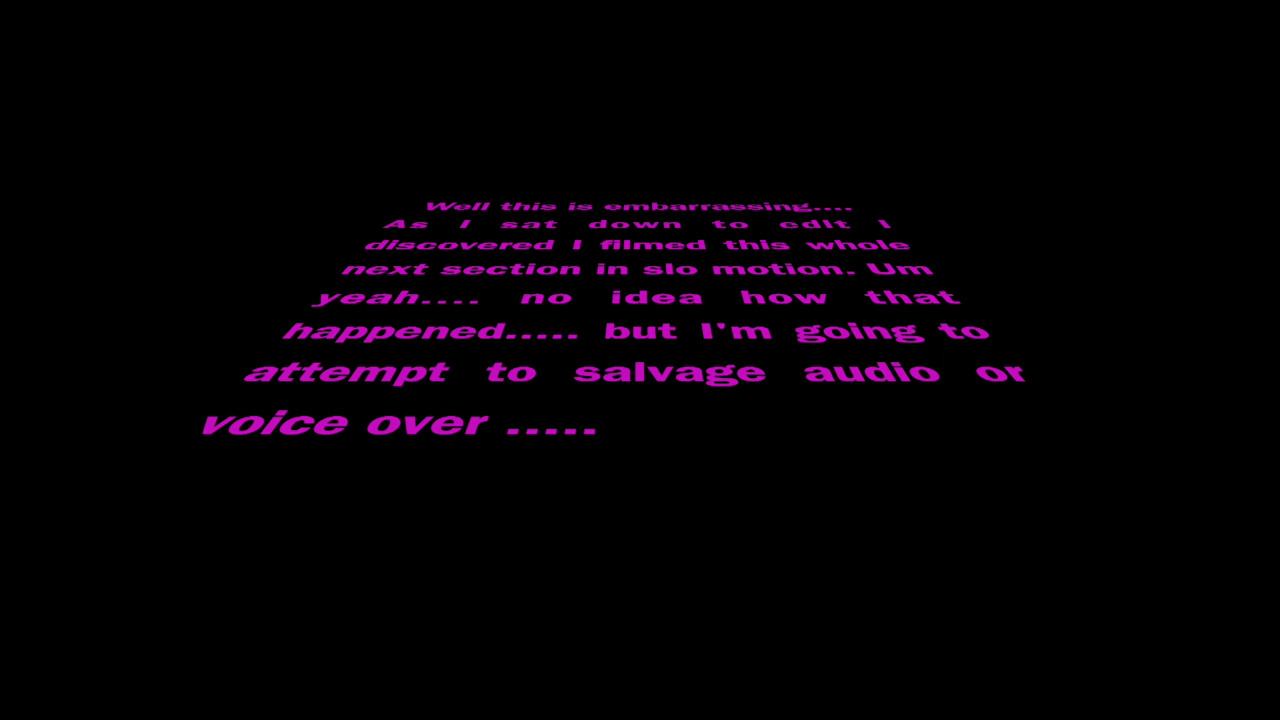 Well this is embarrassing....
As I sat down to edit I
discovered I filmed this whole
next section in slo motion. Um
yeah.... no idea how that
happened..... but I'm going to
attempt to salvage audio or
voice over .....